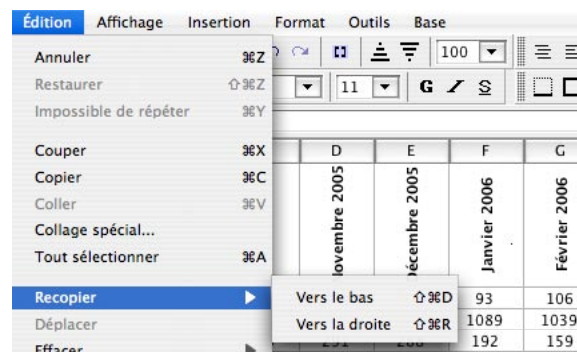 Édition Affichage Insertion Format Outils Base
Annuler ⌘Z
Restaurer ⇧⌘Z
Impossible de répéter ⌘Y
Couper ⌘X
Copier ⌘C
Coller ⌘V
Collage spécial...
Tout sélectionner ⌘A
Recopier
Déplacer
Effacer
Vers le bas ⇧⌘D
Vers la droite ⇧⌘R
100
11 G I S
D E F G
2005
2005
Janvier 2006
Février 2006
93 106
1089 1039
192 159